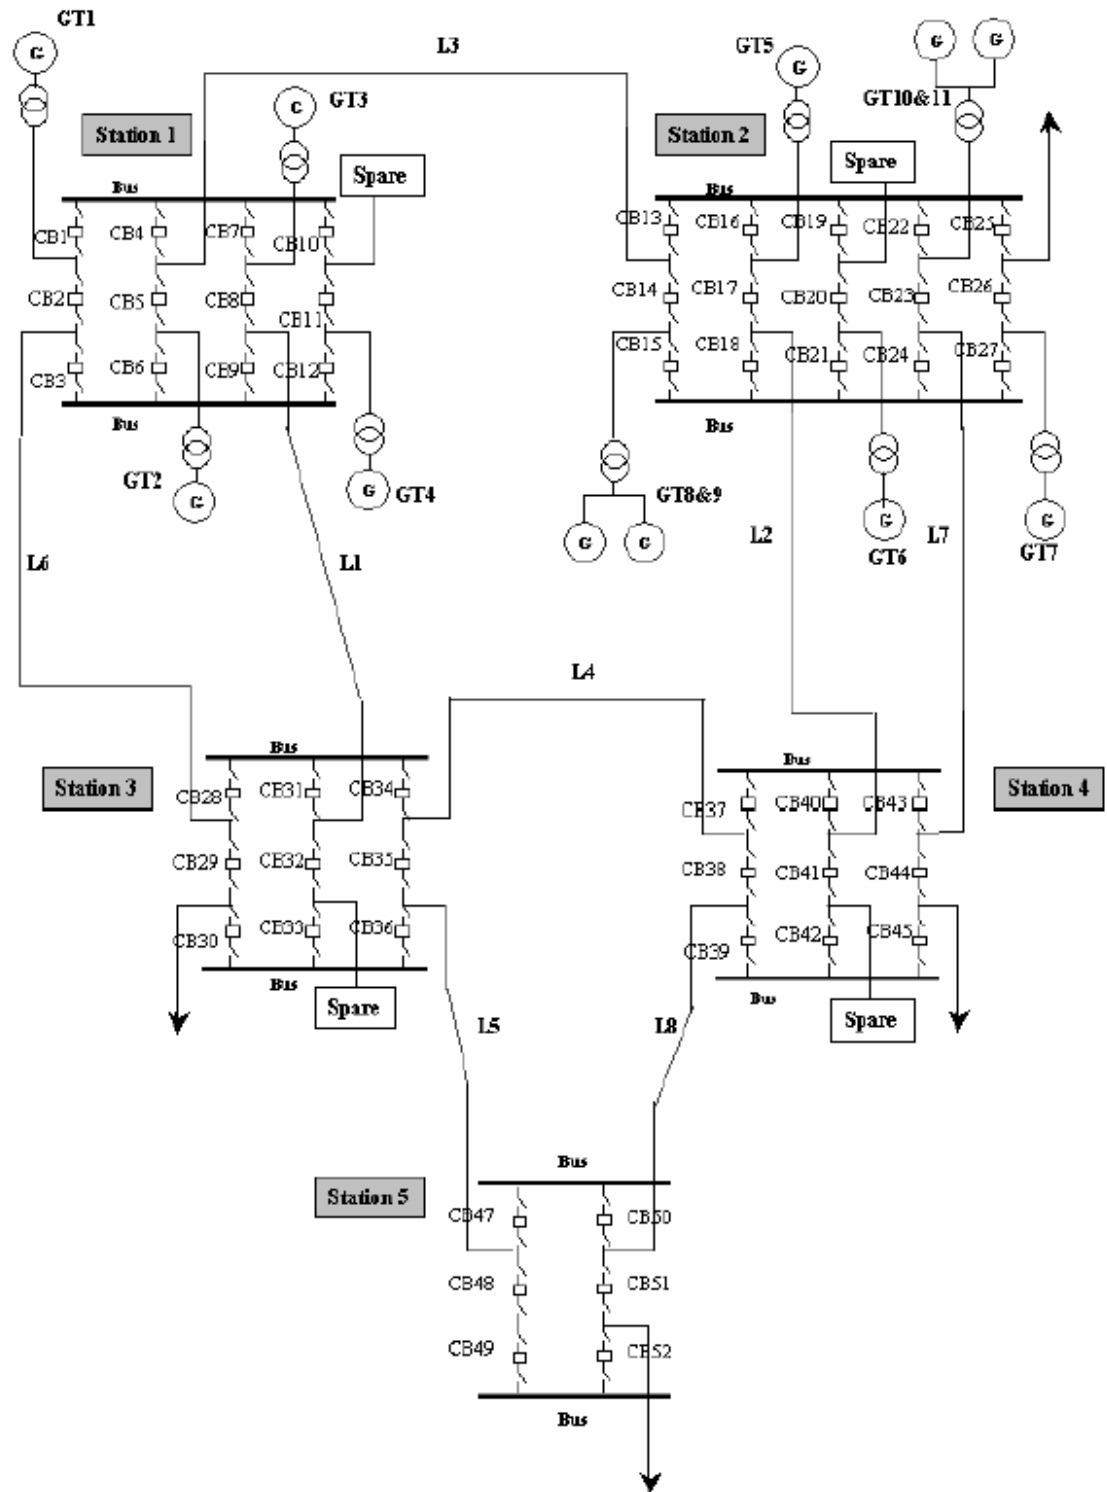 GT1
G
L3
GT5
G
G
G
GT10&11
C
GT3
Station 1
Station 2
Spare
Spare
Bus
Bus
CB1
CB4
CB7
CB10
CB13
CB16
CB19
CB22
CB25
CB2
CB5
CB8
CB11
CB14
CB17
CB20
CB23
CB26
CB3
CB6
CB9
CB12
CB15
CB18
CB21
CB24
CB27
Bus
Bus
GT2
G
G
GT4
GT8&9
G
G
L2
G
GT6
L7
G
GT7
L6
L1
L4
Bus
Bus
Station 3
Station 4
CB28
CB31
CB34
CB37
CB40
CB43
CB29
CB32
CB35
CB38
CB41
CB44
CB30
CB33
CB36
CB39
CB42
CB45
Bus
Bus
Spare
Spare
L5
L8
Bus
Station 5
CB47
CB50
CB48
CB51
CB49
CB52
Bus